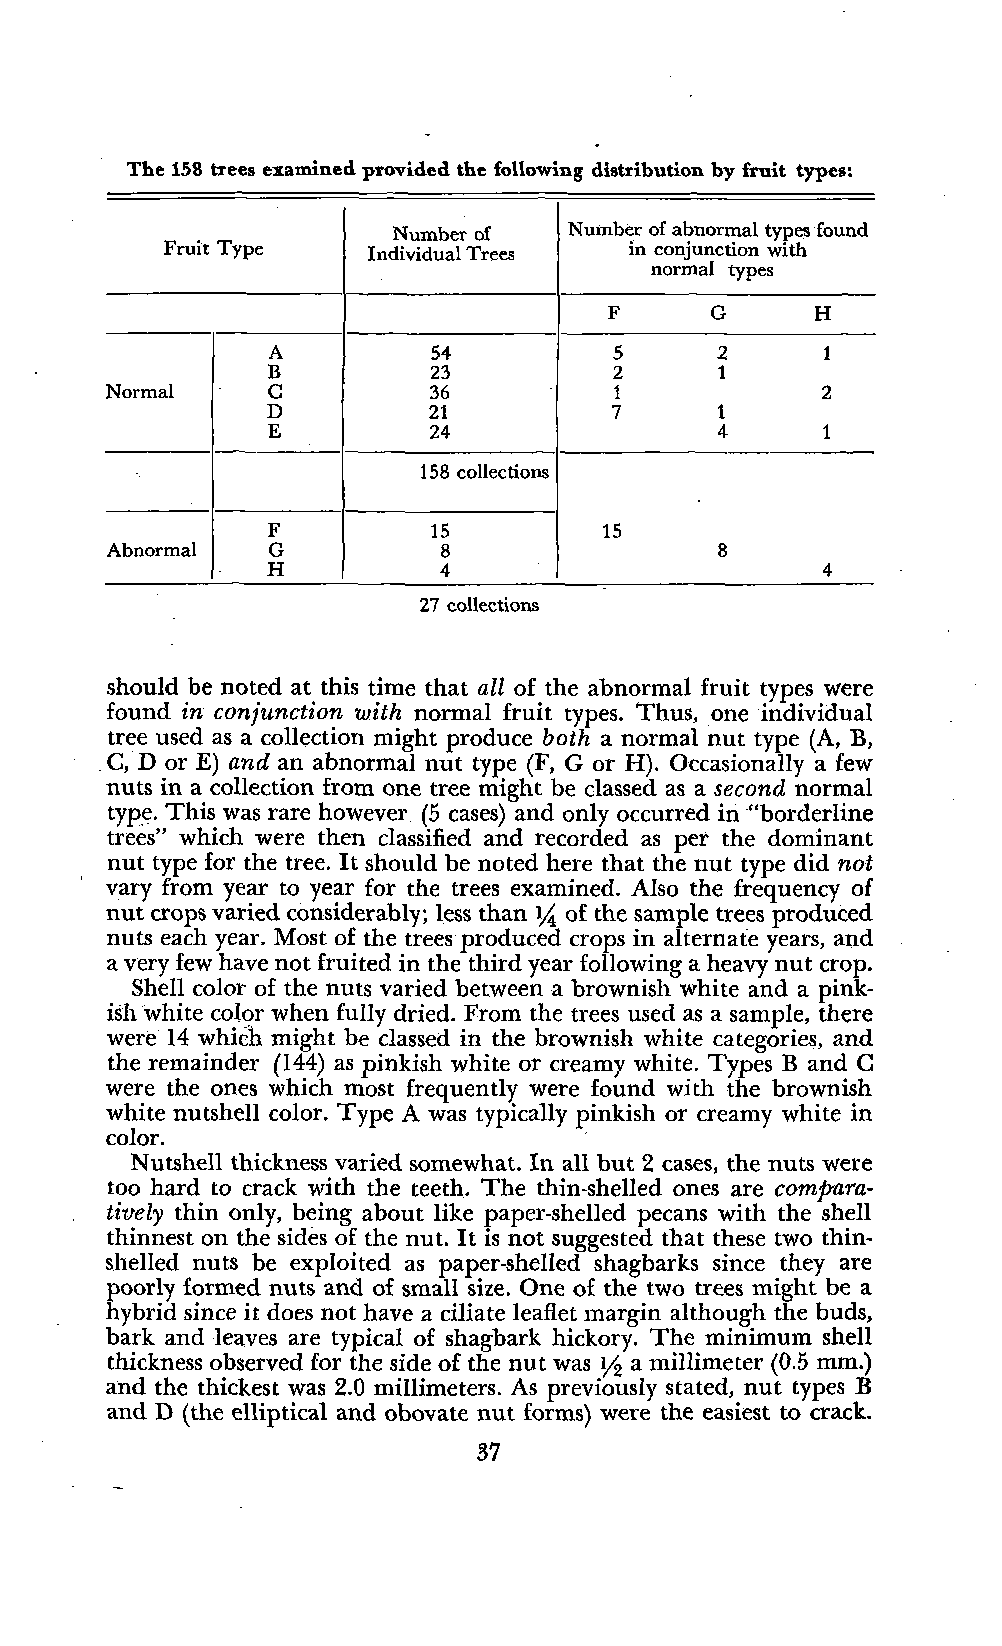 The 158 trees examined provided the following distribution by fruit types:
Fruit Type Number of Individual Trees Number of abnormal types found in conjunction with normal types
F G H
A 54 5 2 1
B 23 2 1
Normal C 36 1 2
D 21 7 1
E 24 4 1
158 collections
F 15 15
Abnormal G 8 8
H 4 4
27 collections
should be noted at this time that all of the abnormal fruit types were
found in conjunction with normal fruit types. Thus, one individual
tree used as a collection might produce both a normal nut type (A, B,
C, D or E) and an abnormal nut type (F, G or H). Occasionally a few
nuts in a collection from one tree might be classed as a second normal
type. This was rare however (5 cases) and only occurred in "borderline
trees" which were then classified and recorded as per the dominant
nut type for the tree. It should be noted here that the nut type did not
vary from year to year for the trees examined. Also the frequency of
nut crops varied considerably; less than ¼ of the sample trees produced
nuts each year. Most of the trees produced crops in alternate years, and
a very few have not fruited in the third year following a heavy nut crop.
Shell color of the nuts varied between a brownish white and a pink-
ish white color when fully dried. From the trees used as a sample, there
were 14 which might be classed in the brownish white categories, and
the remainder (144) as pinkish white or creamy white. Types B and C
were the ones which most frequently were found with the brownish
white nutshell color. Type A was typically pinkish or creamy white in
color.
Nutshell thickness varied somewhat. In all but 2 cases, the nuts were
too hard to crack with the teeth. The thin-shelled ones are compara-
tively thin only, being about like paper-shelled pecans with the shell
thinnest on the sides of the nut. It is not suggested that these two thin-
shelled nuts be exploited as paper-shelled shagbarks since they are
poorly formed nuts and of small size. One of the two trees might be a
hybrid since it does not have a ciliate leaflet margin although the buds,
bark and leaves are typical of shagbark hickory. The minimum shell
thickness observed for the side of the nut was ½ a millimeter (0.5 mm.)
and the thickest was 2.0 millimeters. As previously stated, nut types B
and D (the elliptical and obovate nut forms) were the easiest to crack.
37